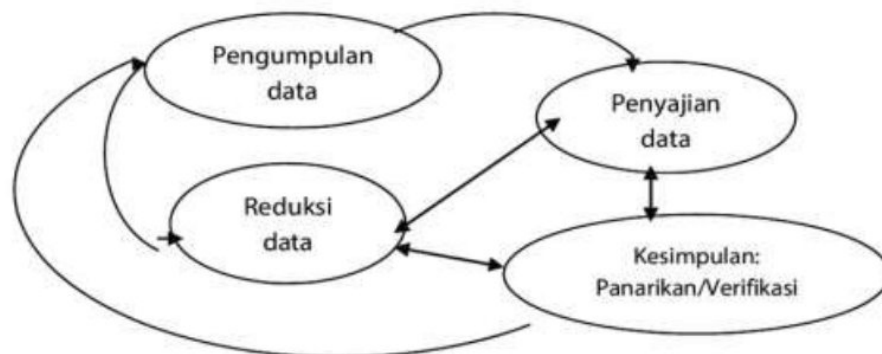 Pengumpulan
data
Penyajian
data
Reduksi
data
Kesimpulan:
Panarikan/Verifikasi